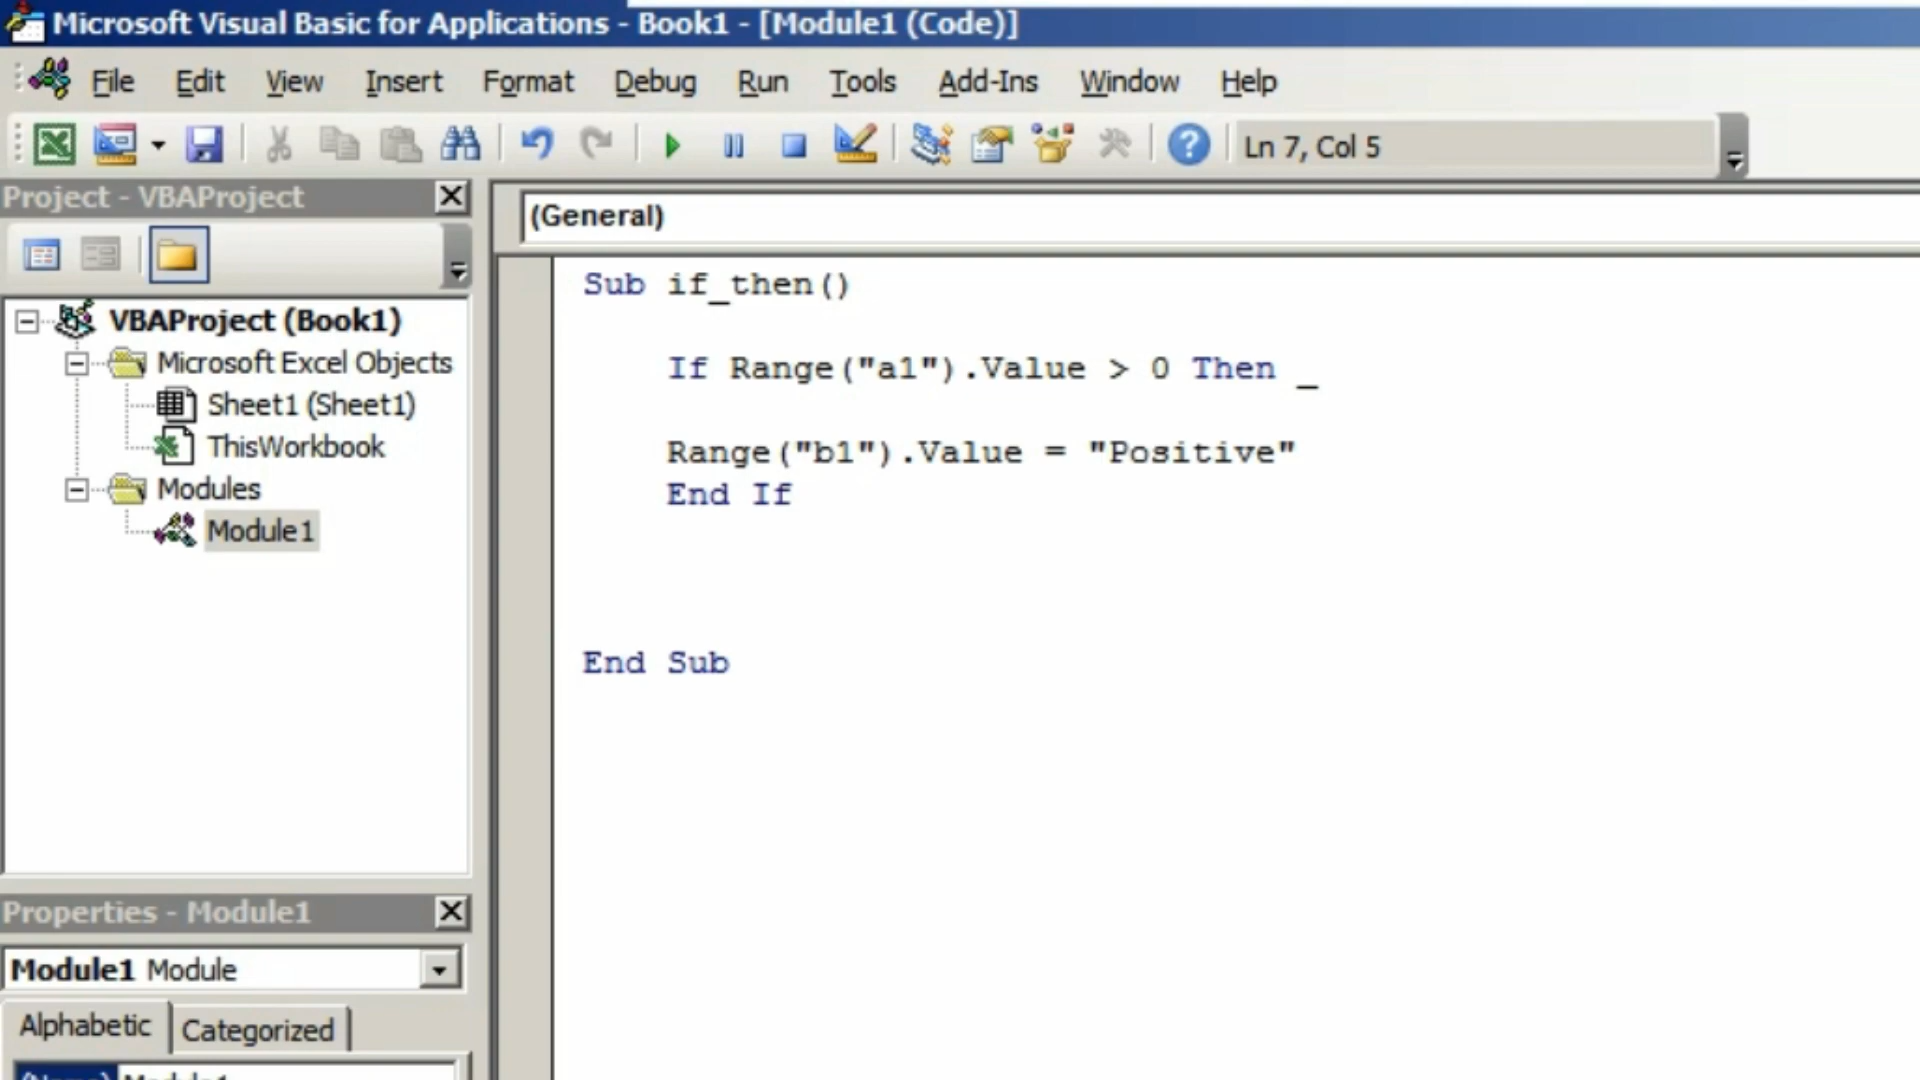 Microsoft Visual Basic for Applications - Book1 - [Module1 (Code)]
File Edit View Insert Format Debug Run Tools Add-Ins Window Help
Ln 7, Col 5
Project - VBAProject
VBAProject (Book1)
Microsoft Excel Objects
Sheet1 (Sheet1)
ThisWorkbook
Modules
Module1
Properties - Module1
Module1 Module
Alphabetic Categorized
(Name) Module1
(General)
Sub if_then()
If Range("a1").Value > 0 Then _
Range("b1").Value = "Positive"
End If
End Sub